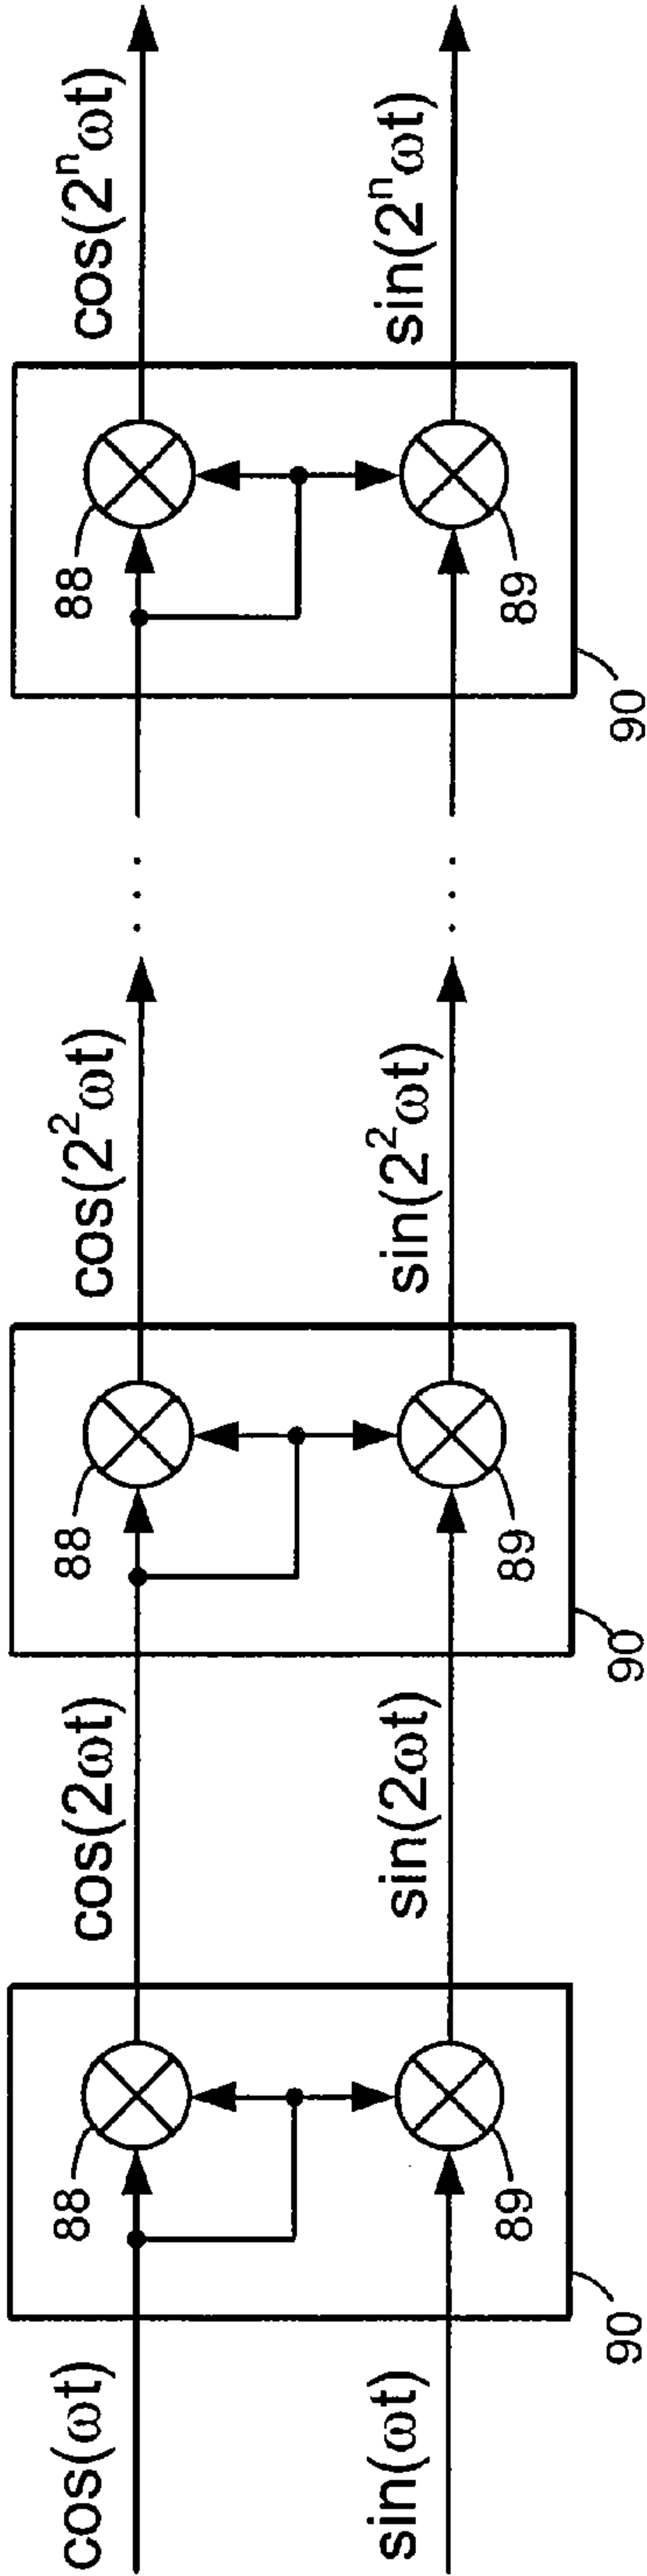 cos(ωt)
cos(2ωt)
cos(2²ωt)
cos(2ⁿωt)
88
88
. . .
88
sin(ωt)
sin(2ωt)
sin(2²ωt)
sin(2ⁿωt)
89
89
. . .
89
90
90
90